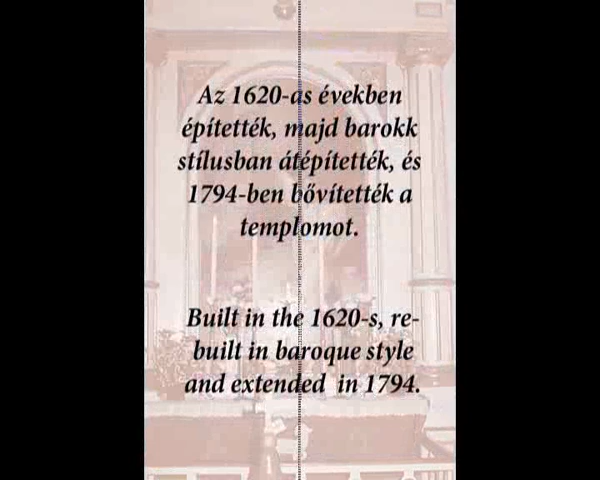 Az 1620-as években
építették, majd barokk
stílusban átépítették, és
1794-ben bővítették a
templomot.
Built in the 1620-s, re-
built in baroque style
and extended in 1794.